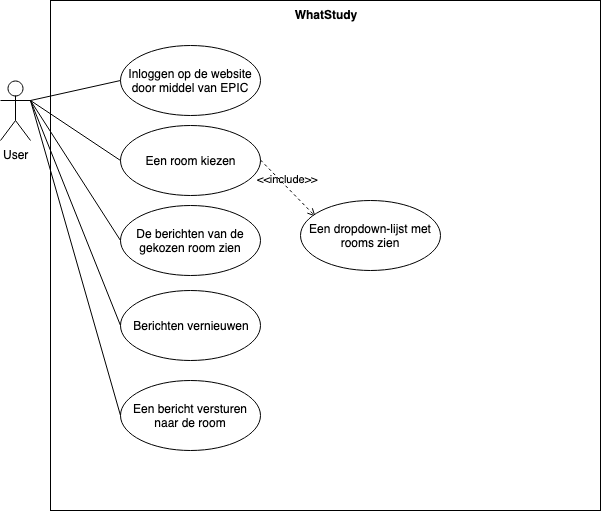 WhatStudy
Inloggen op de website
door middel van EPIC
User
Een room kiezen
<<include>>
Een dropdown-lijst met
rooms zien
De berichten van de
gekozen room zien
Berichten vernieuwen
Een bericht versturen
naar de room